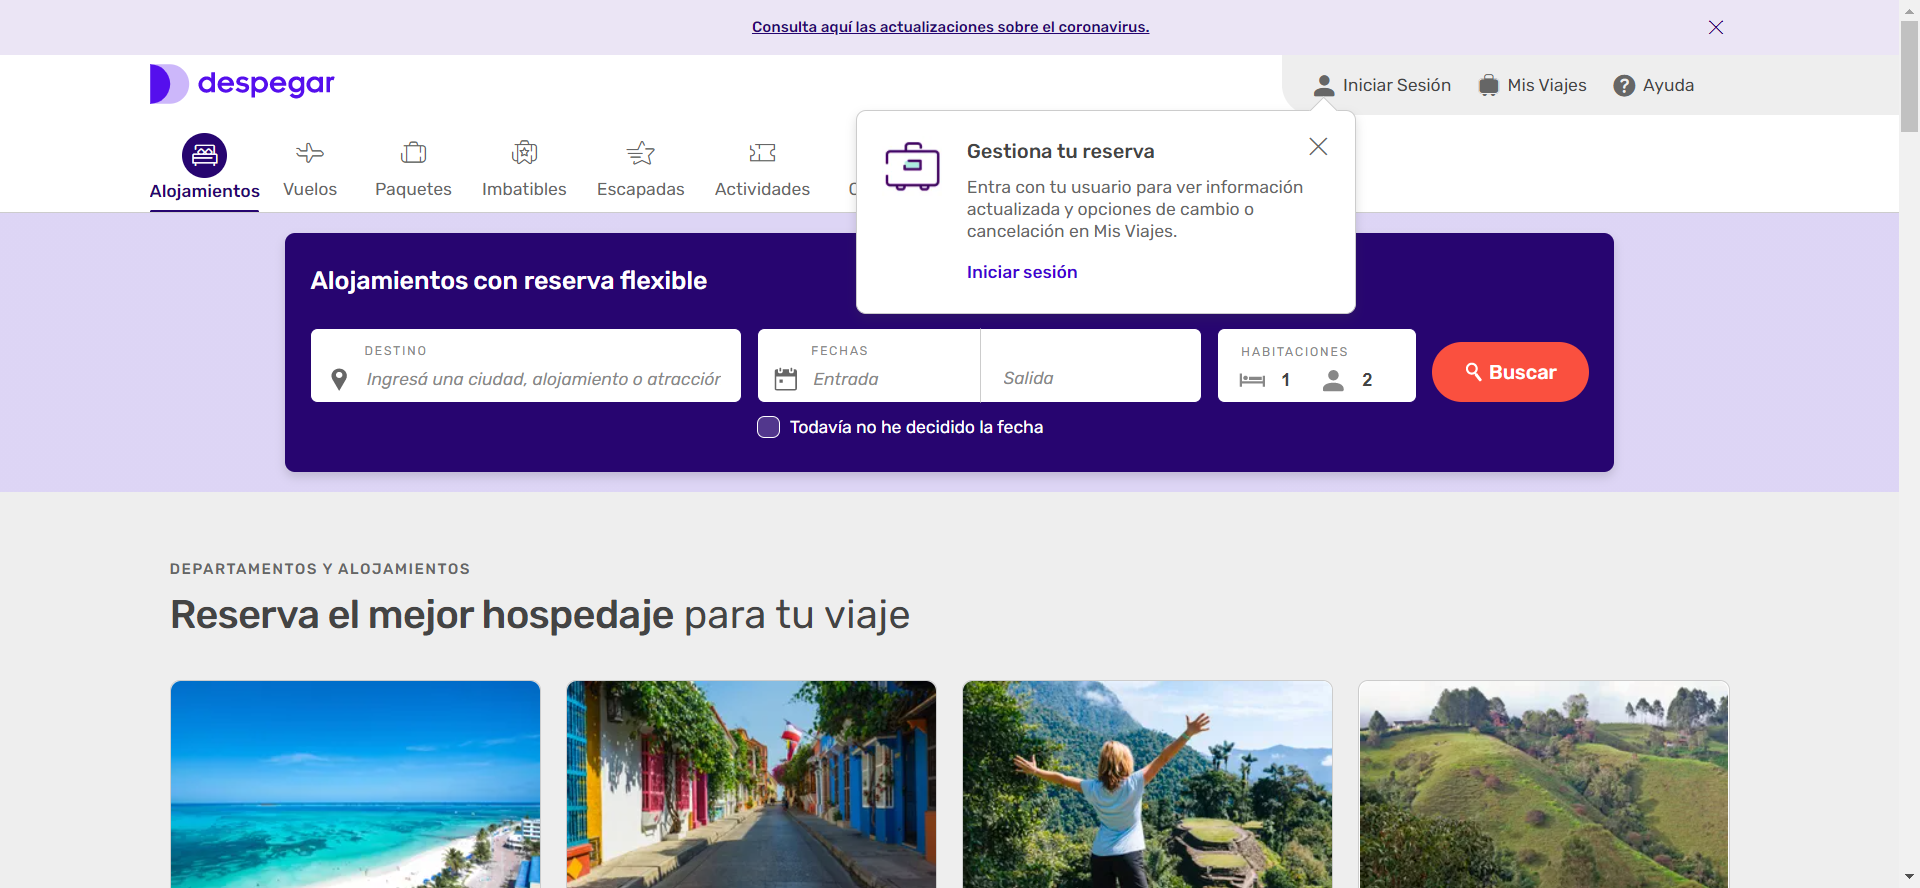 Consulta aquí las actualizaciones sobre el coronavirus.
despegar
Iniciar Sesión
Mis Viajes
? Ayuda
Alojamientos
Vuelos
Paquetes
Imbatibles
Escapadas
Actividades
Gestiona tu reserva
Entra con tu usuario para ver información
actualizada y opciones de cambio o
cancelación en Mis Viajes.
Iniciar sesión
Alojamientos con reserva flexible
DESTINO
Ingresá una ciudad, alojamiento o atracción
FECHAS
Entrada
Salida
HABITACIONES
1
2
Buscar
Todavía no he decidido la fecha
DEPARTAMENTOS Y ALOJAMIENTOS
Reserva el mejor hospedaje para tu viaje